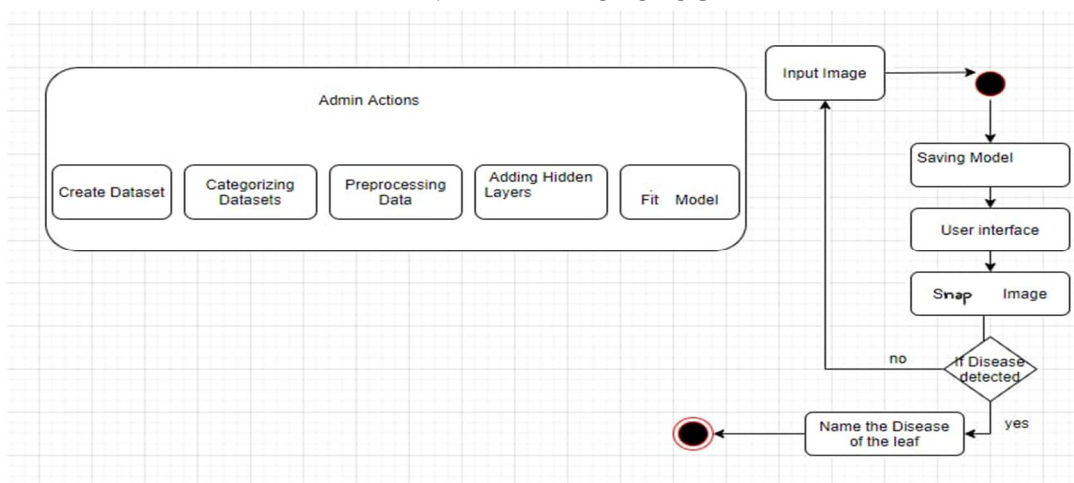 Admin Actions
Create Dataset
Categorizing
Datasets
Preprocessing
Data
Adding Hidden
Layers
Fit Model
Input Image
Saving Model
User interface
Snap Image
If Disease
detected
no
yes
Name the Disease
of the leaf